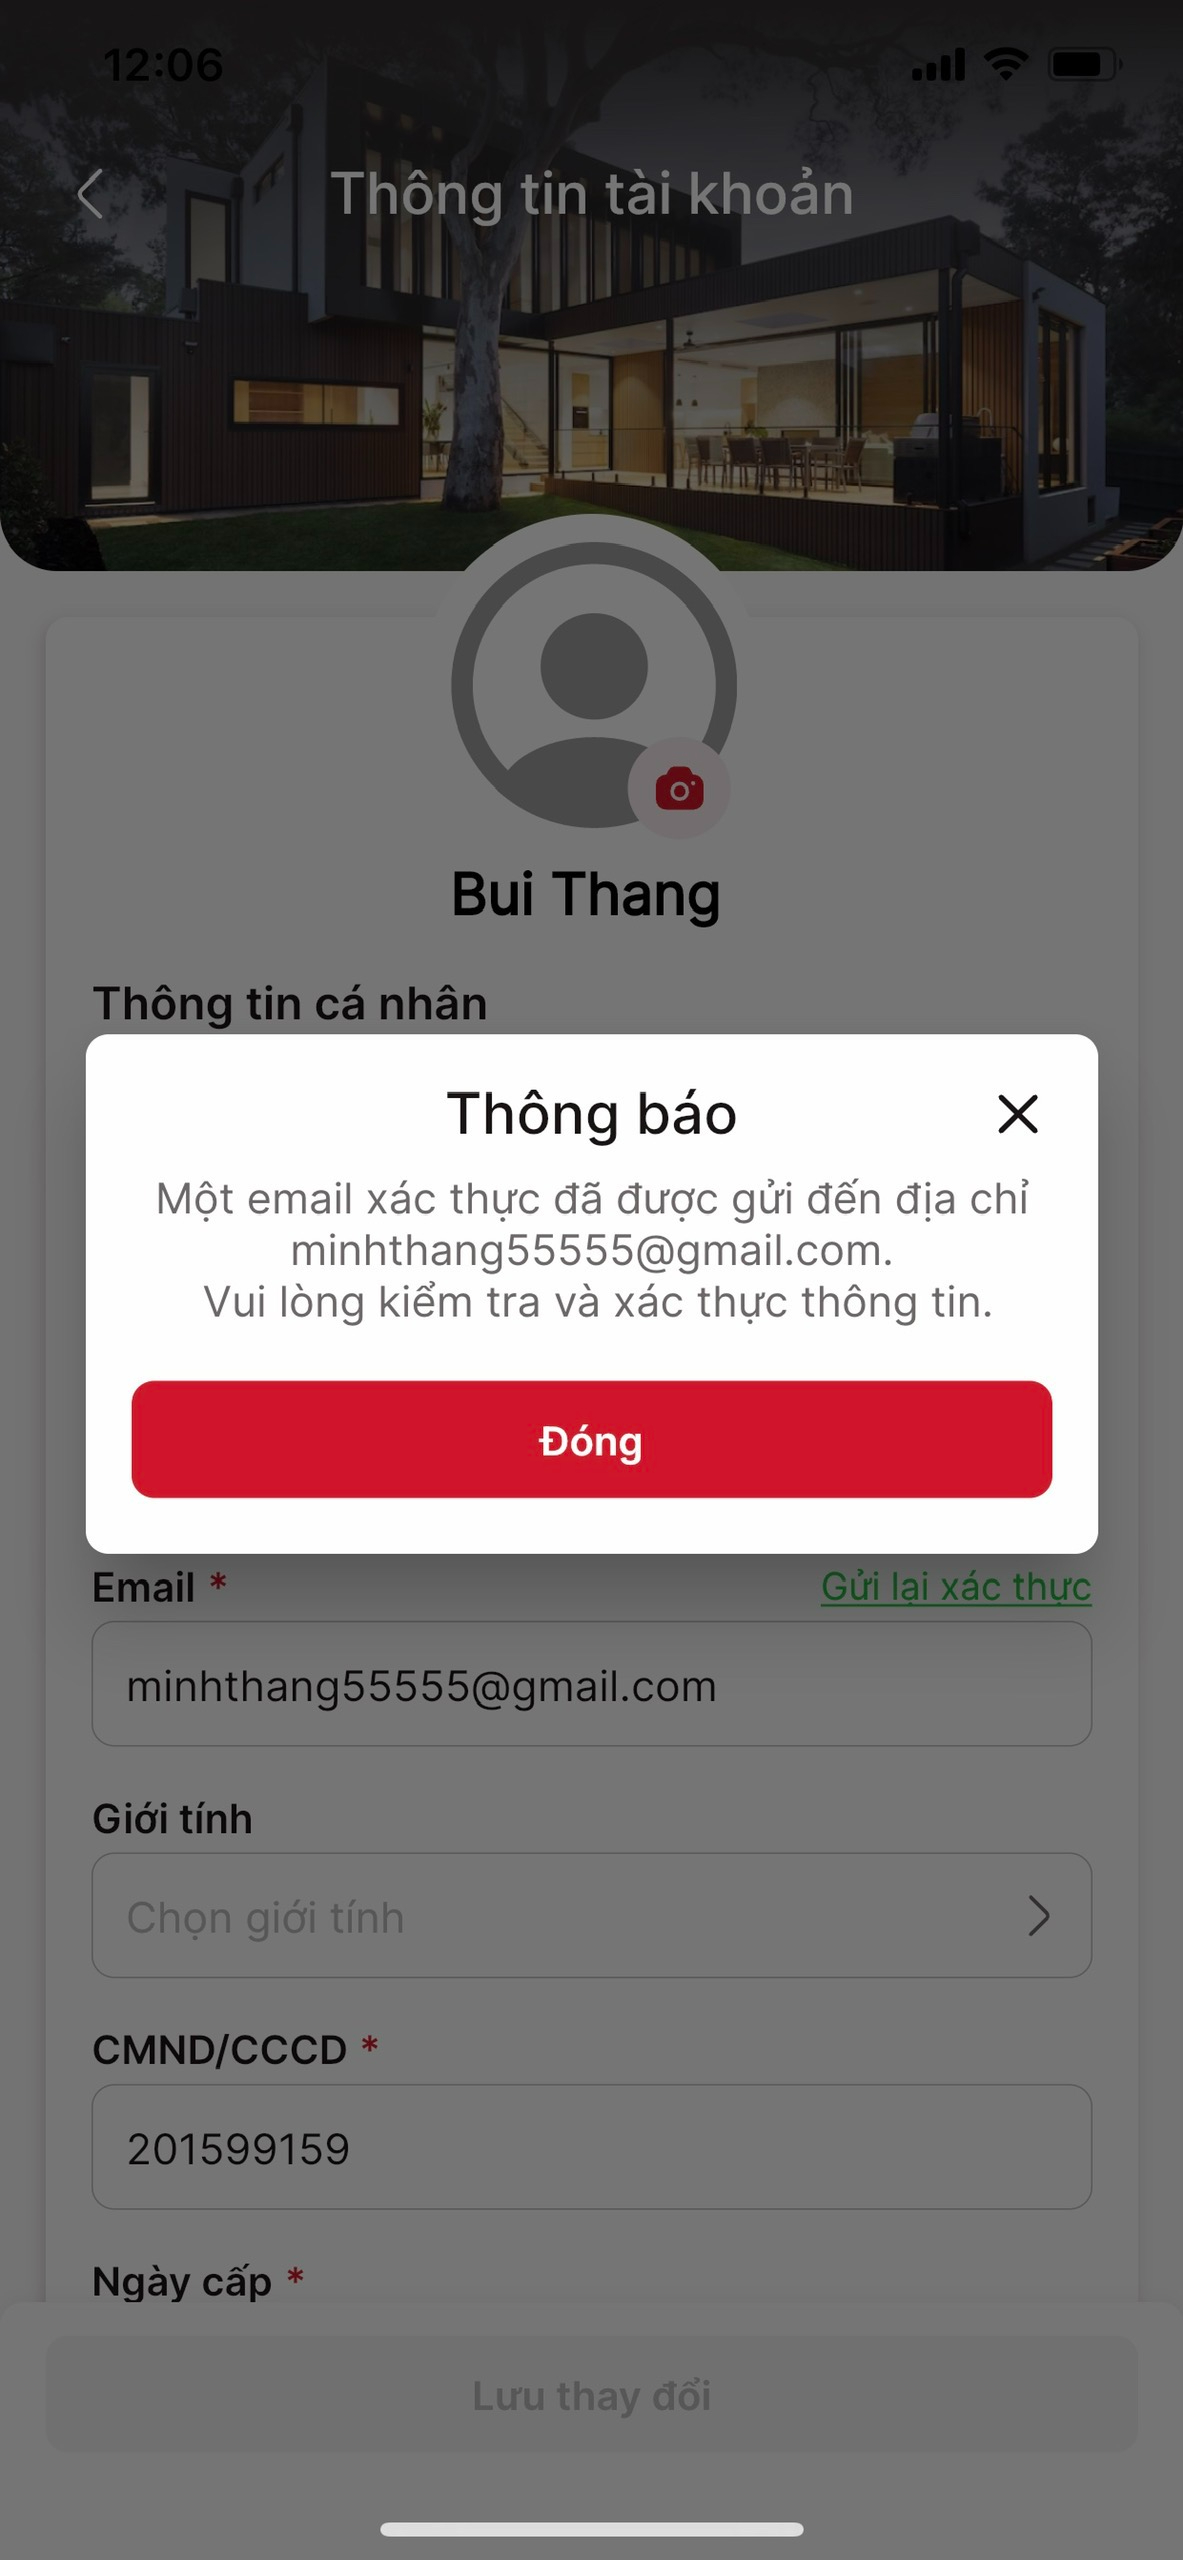 12:06
Thông tin tài khoản
Bui Thang
Thông tin cá nhân
Thông báo
Một email xác thực đã được gửi đến địa chỉ
minhthang55555@gmail.com.
Vui lòng kiểm tra và xác thực thông tin.
Đóng
Email * Gửi lại xác thực
minhthang55555@gmail.com
Giới tính
Chọn giới tính
CMND/CCCD *
201599159
Ngày cấp *
Lưu thay đổi